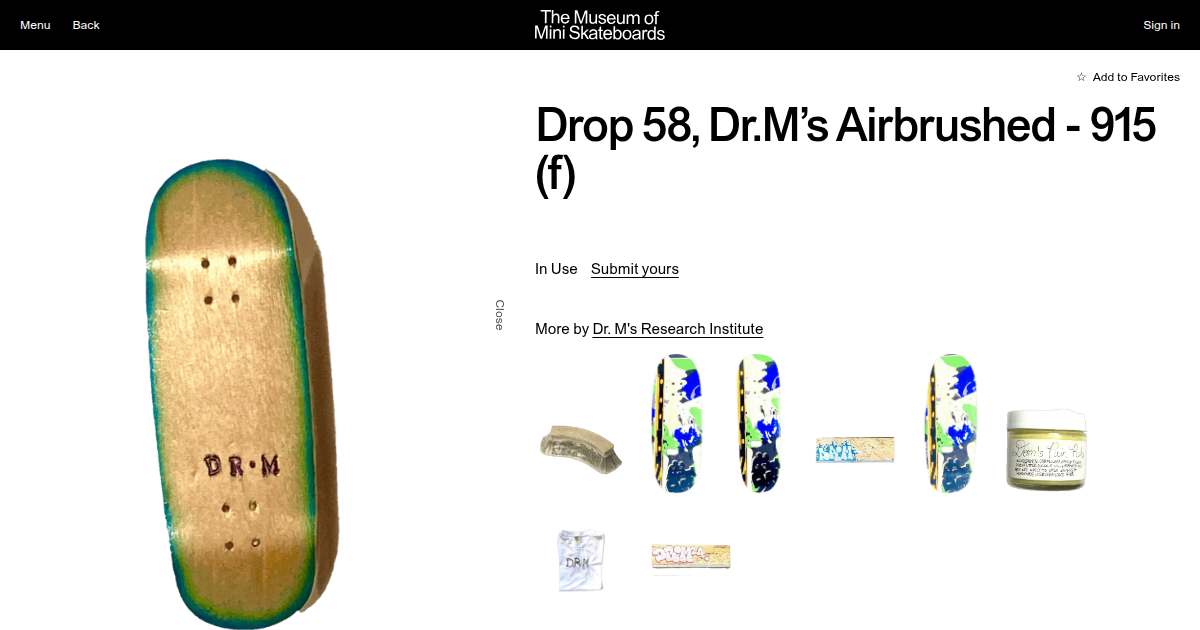 Menu
Back
The Museum of
Mini Skateboards
Sign in
☆ Add to Favorites
Drop 58, Dr.M’s Airbrushed - 915
(f)
In Use
Submit yours
Close
More by Dr. M's Research Institute
DR•M
DRM